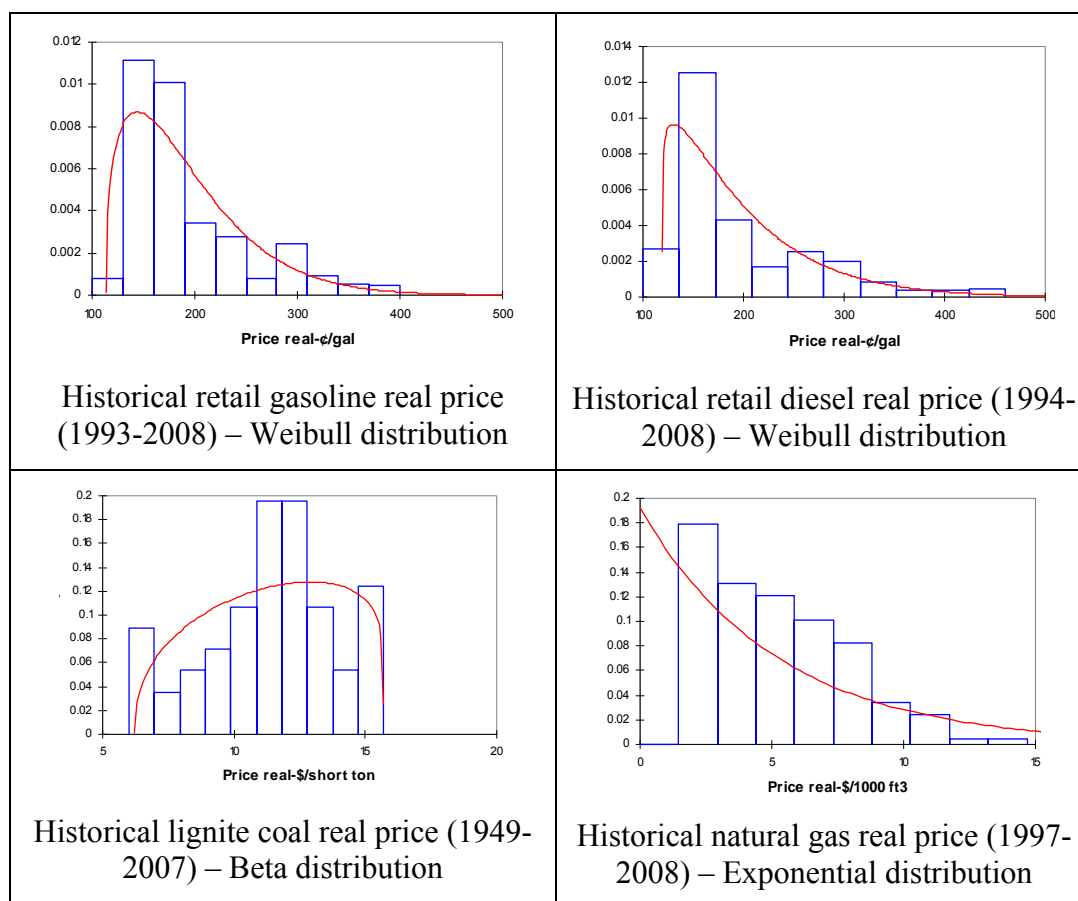 0.012
0.01
0.008
0.006
0.004
0.002
0
100 200 300 400 500
Price real-¢/gal
Historical retail gasoline real price
(1993-2008) – Weibull distribution
0.014
0.012
0.01
0.008
0.006
0.004
0.002
0
100 200 300 400 500
Price real-¢/gal
Historical retail diesel real price (1994-
2008) – Weibull distribution
0.2
0.18
0.16
0.14
0.12
0.1
0.08
0.06
0.04
0.02
0
5 10 15 20
Price real-$/short ton
Historical lignite coal real price (1949-
2007) – Beta distribution
0.2
0.18
0.16
0.14
0.12
0.1
0.08
0.06
0.04
0.02
0
0 5 10 15
Price real-$/1000 ft3
Historical natural gas real price (1997-
2008) – Exponential distribution